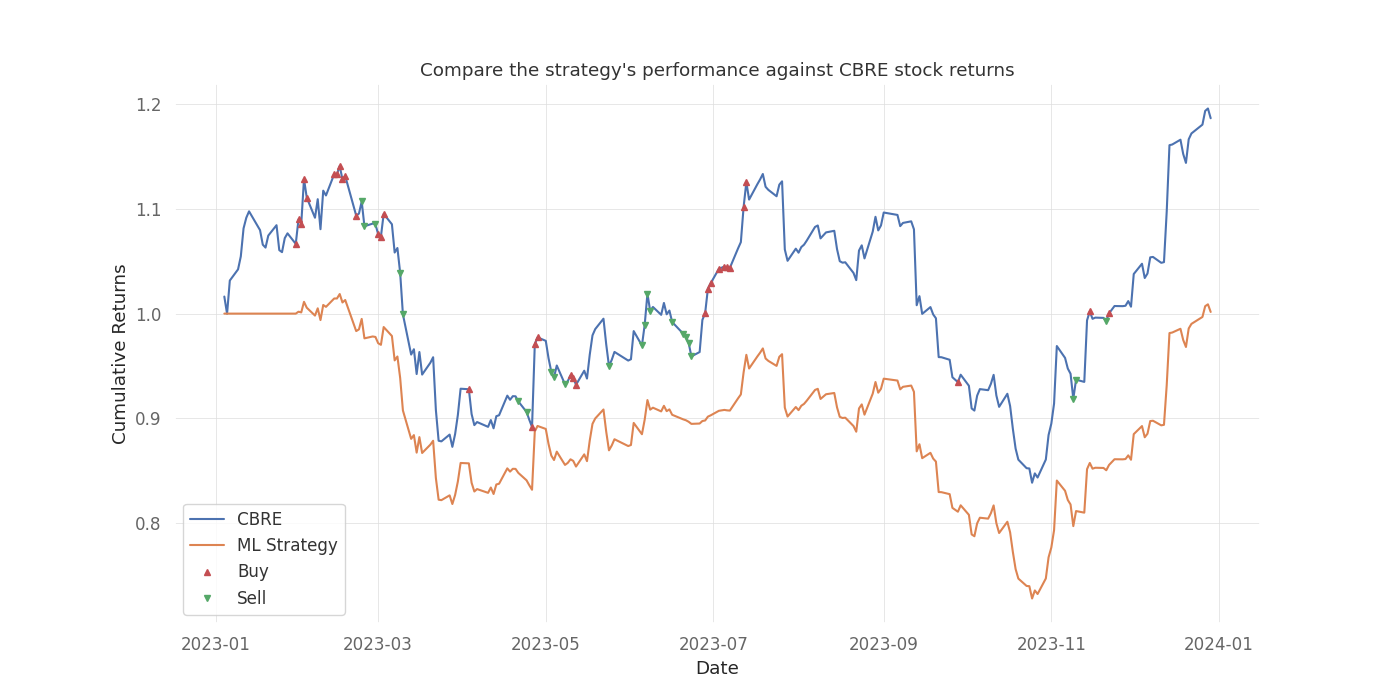 Compare the strategy's performance against CBRE stock returns
1.2
1.1
1.0
0.9
0.8
Cumulative Returns
CBRE
ML Strategy
Buy
Sell
2023-01 2023-03 2023-05 2023-07 2023-09 2023-11 2024-01
Date